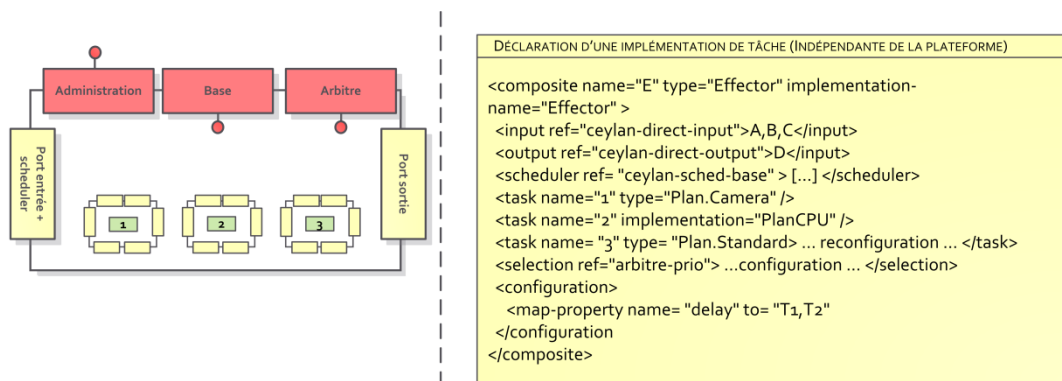 Administration
Base
Arbitre
Port entrée +
scheduler
Port sortie
1
2
3
DÉCLARATION D'UNE IMPLÉMENTATION DE TÂCHE (INDÉPENDANTE DE LA PLATEFORME)
<composite name="E" type="Effector" implementation-
name="Effector" >
<input ref="ceylan-direct-input">A,B,C</input>
<output ref="ceylan-direct-output">D</input>
<scheduler ref= "ceylan-sched-base" > [...] </scheduler>
<task name="1" type="Plan.Camera" />
<task name="2" implementation="PlanCPU" />
<task name= "3" type= "Plan.Standard> ... reconfiguration ... </task>
<selection ref="arbitre-prio"> ...configuration ... </selection>
<configuration>
<map-property name= "delay" to= "T1,T2"
</configuration
</composite>